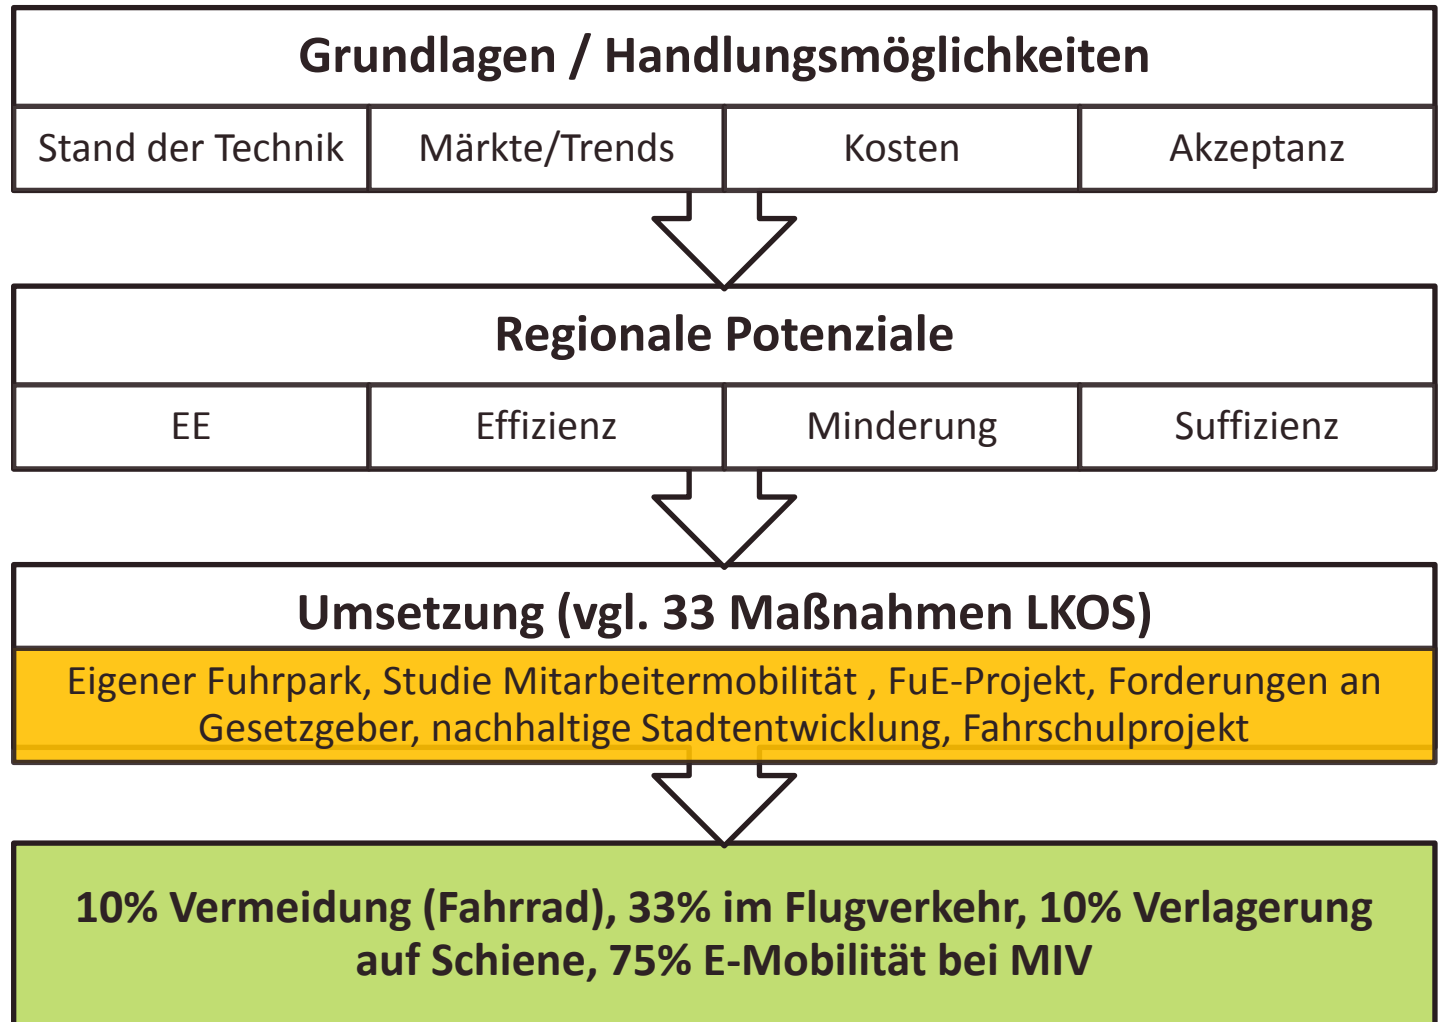 Grundlagen / Handlungsmöglichkeiten
Stand der Technik Märkte/Trends Kosten Akzeptanz
Regionale Potenziale
EE Effizienz Minderung Suffizienz
Umsetzung (vgl. 33 Maßnahmen LKOS)
Eigener Fuhrpark, Studie Mitarbeitermobilität , FuE-Projekt, Forderungen an
Gesetzgeber, nachhaltige Stadtentwicklung, Fahrschulprojekt
10% Vermeidung (Fahrrad), 33% im Flugverkehr, 10% Verlagerung
auf Schiene, 75% E-Mobilität bei MIV